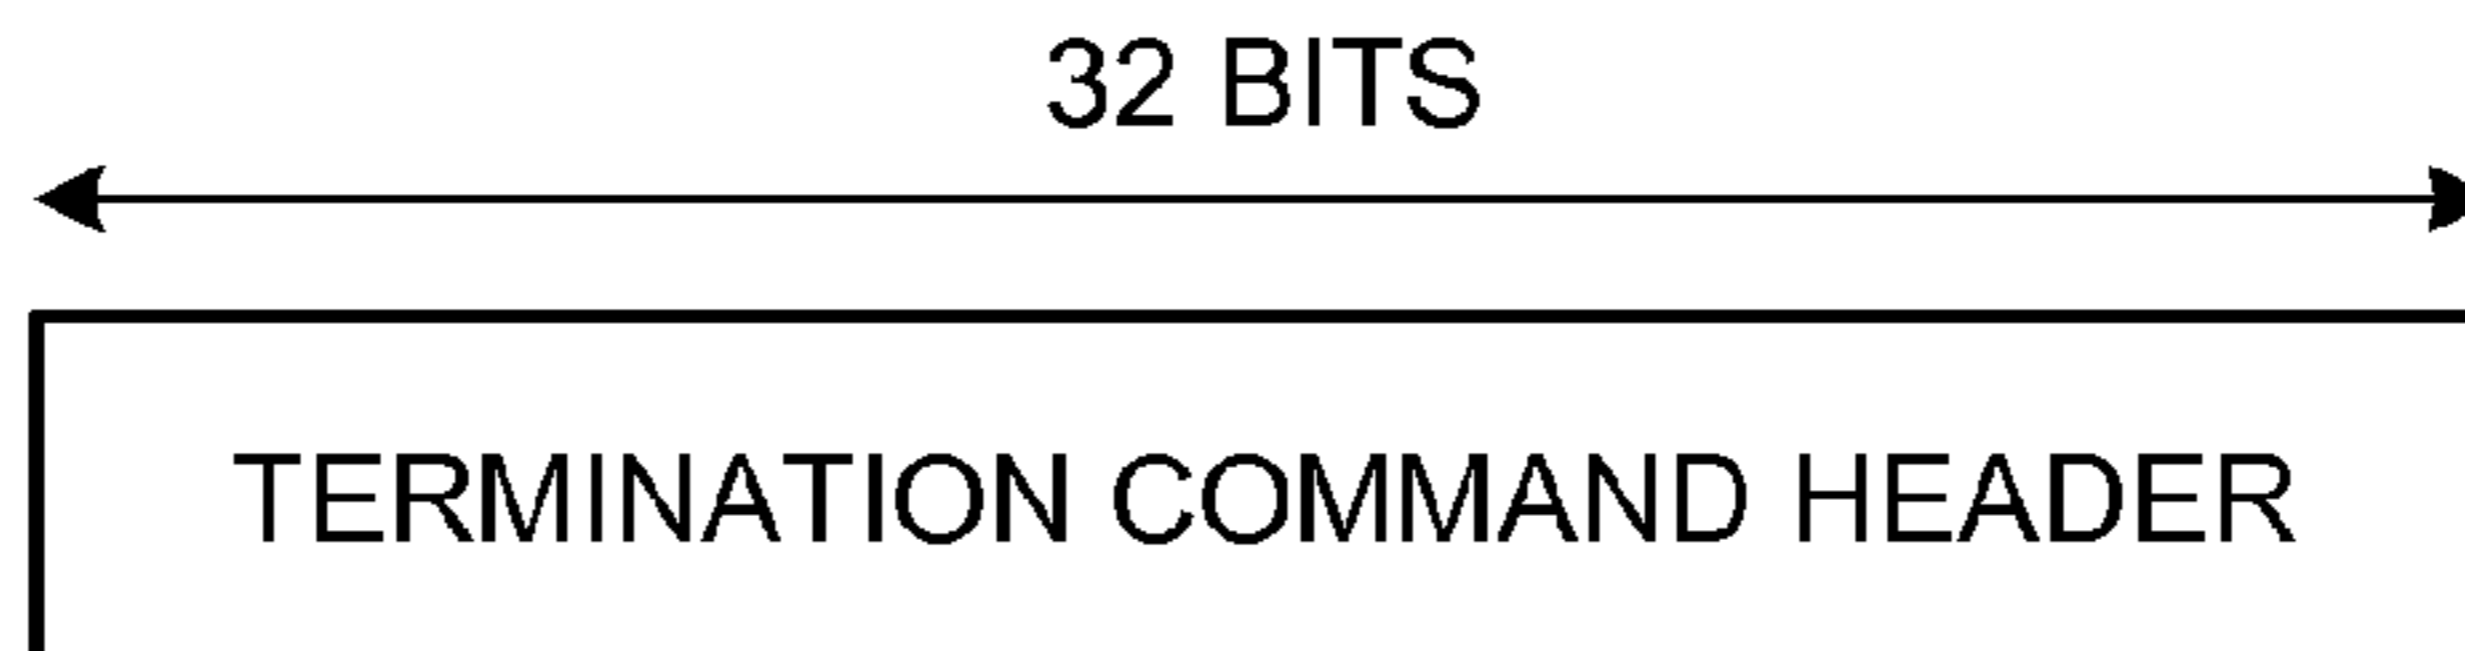 32 BITS
TERMINATION COMMAND HEADER